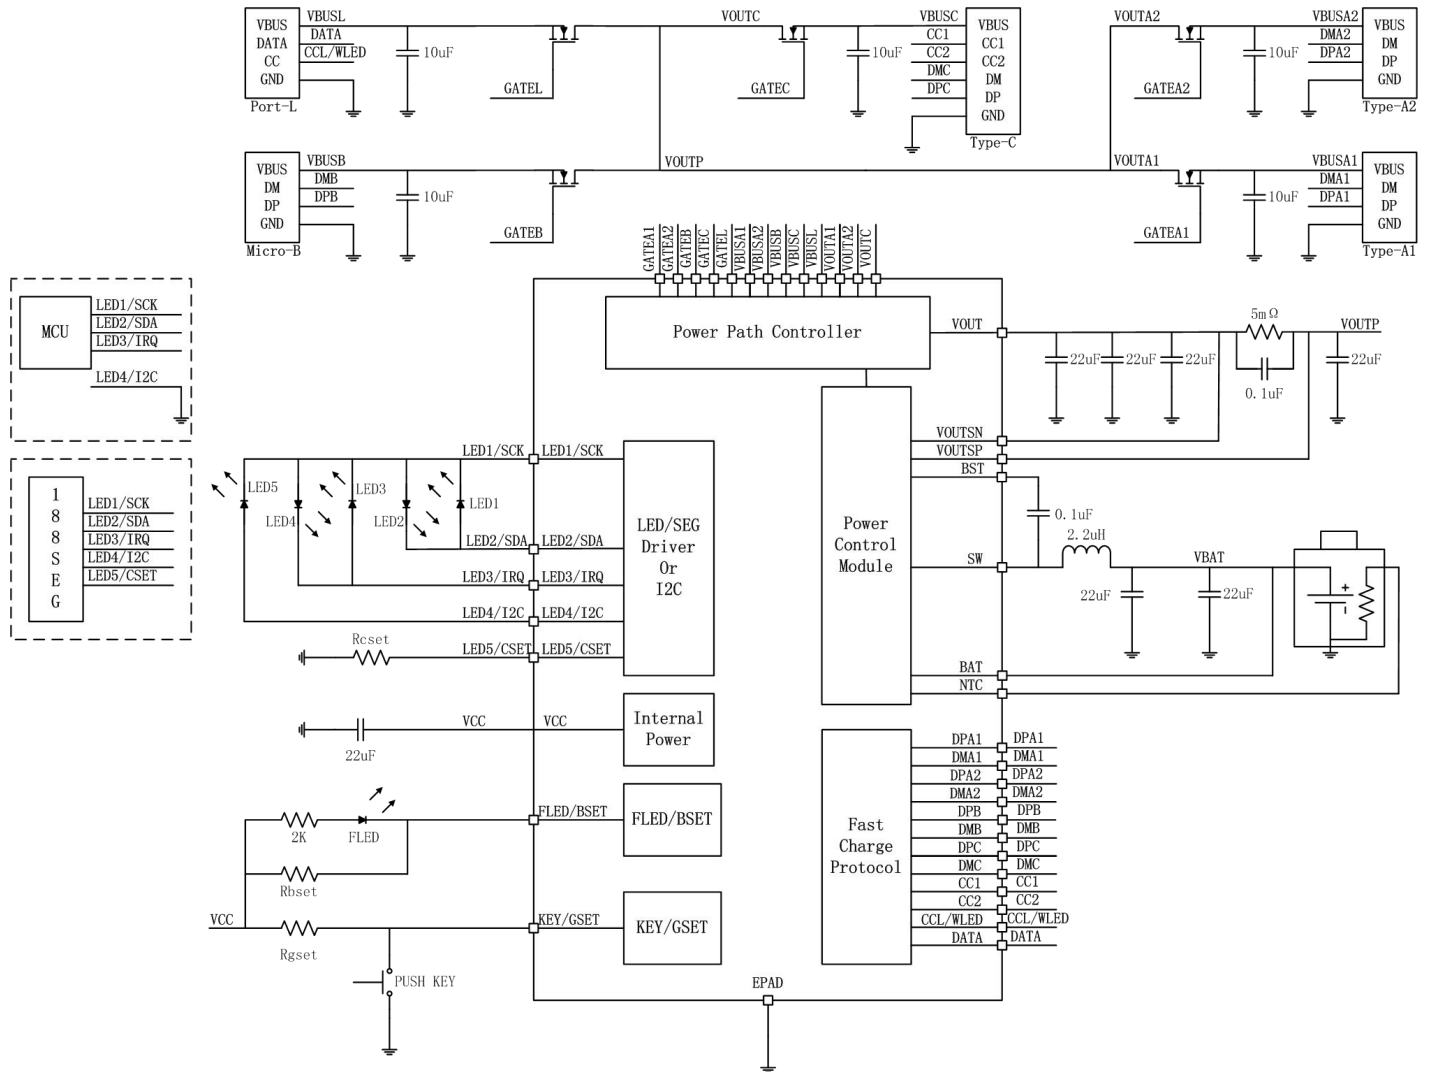 VBUS
DATA
CC
GND
Port-L
VBUSL
DATA
CCL/WLED
10uF
GATEL
VOUTC
GATEC
10uF
VBUSC
CC1
CC2
DMC
DPC
VBUS
CC1
CC2
DM
DP
GND
Type-C
VOUTA2
GATEA2
10uF
VBUSA2
DMA2
DPA2
VBUS
DM
DP
GND
Type-A2
VBUS
DM
DP
GND
Micro-B
VBUSB
DMB
DPB
10uF
GATEB
VOUTP
VOUTA1
GATEA1
10uF
VBUSA1
DMA1
DPA1
VBUS
DM
DP
GND
Type-A1
GATEA1
GATEA2
GATEB
GATEC
GATEL
VBUSA1
VBUSA2
VBUSB
VBUSC
VBUSL
VOUTA1
VOUTA2
VOUTC
MCU
LED1/SCK
LED2/SDA
LED3/IRQ
LED4/I2C
Power Path Controller
VOUT
22uF
22uF
22uF
5mΩ
0.1uF
VOUTP
22uF
1
8
8
S
E
G
LED1/SCK
LED2/SDA
LED3/IRQ
LED4/I2C
LED5/CSET
LED5
LED4
LED3
LED2
LED1
LED1/SCK
LED2/SDA
LED3/IRQ
LED4/I2C
LED5/CSET
LED1/SCK
LED2/SDA
LED3/IRQ
LED4/I2C
LED5/CSET
Rcset
LED/SEG
Driver
Or
I2C
Power
Control
Module
VOUTSN
VOUTSP
BST
SW
BAT
NTC
0.1uF
2.2uH
22uF
VBAT
22uF
+
-
22uF
VCC
VCC
Internal
Power
2K
FLED
Rbset
FLED/BSET
FLED/BSET
VCC
Rgset
KEY/GSET
KEY/GSET
PUSH KEY
Fast
Charge
Protocol
DPA1
DMA1
DPA2
DMA2
DPB
DMB
DPC
DMC
CC1
CC2
CCL/WLED
DATA
DPA1
DMA1
DPA2
DMA2
DPB
DMB
DPC
DMC
CC1
CC2
CCL/WLED
DATA
EPAD